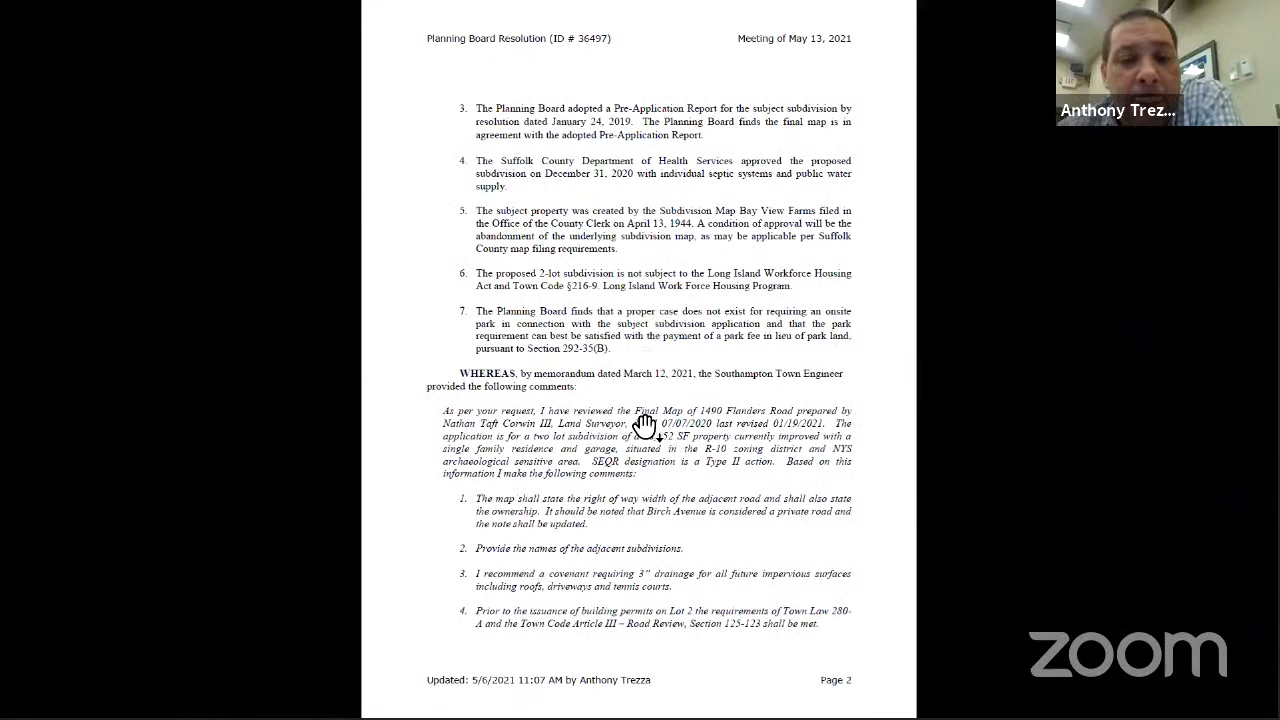 Planning Board Resolution (ID # 36497) Meeting of May 13, 2021
Anthony Trez...
3. The Planning Board adopted a Pre-Application Report for the subject subdivision by
resolution dated January 24, 2019. The Planning Board finds the final map is in
agreement with the adopted Pre-Application Report.
4. The Suffolk County Department of Health Services approved the proposed
subdivision on December 31, 2020 with individual septic systems and public water
supply.
5. The subject property was created by the Subdivision Map Bay View Farms filed in
the Office of the County Clerk on April 13, 1944. A condition of approval will be the
abandonment of the underlying subdivision map, as may be applicable per Suffolk
County map filing requirements.
6. The proposed 2-lot subdivision is not subject to the Long Island Workforce Housing
Act and Town Code §216-9. Long Island Work Force Housing Program.
7. The Planning Board finds that a proper case does not exist for requiring an onsite
park in connection with the subject subdivision application and that the park
requirement can best be satisfied with the payment of a park fee in lieu of park land,
pursuant to Section 292-35(B).
WHEREAS, by memorandum dated March 12, 2021, the Southampton Town Engineer
provided the following comments:
As per your request, I have reviewed the Final Map of 1490 Flanders Road prepared by
Nathan Taft Corwin III, Land Surveyor, 07/07/2020 last revised 01/19/2021. The
application is for a two lot subdivision of SF property currently improved with a
single family residence and garage, situated in the R-10 zoning district and NYS
archaeological sensitive area. SEQR designation is a Type II action. Based on this
information I make the following comments:
1. The map shall state the right of way width of the adjacent road and shall also state
the ownership. It should be noted that Birch Avenue is considered a private road and
the note shall be updated.
2. Provide the names of the adjacent subdivisions.
3. I recommend a covenant requiring 3" drainage for all future impervious surfaces
including roofs, driveways and tennis courts.
4. Prior to the issuance of building permits on Lot 2 the requirements of Town Law 280-
A and the Town Code Article III – Road Review, Section 125-123 shall be met.
Updated: 5/6/2021 11:07 AM by Anthony Trezza Page 2
zoom